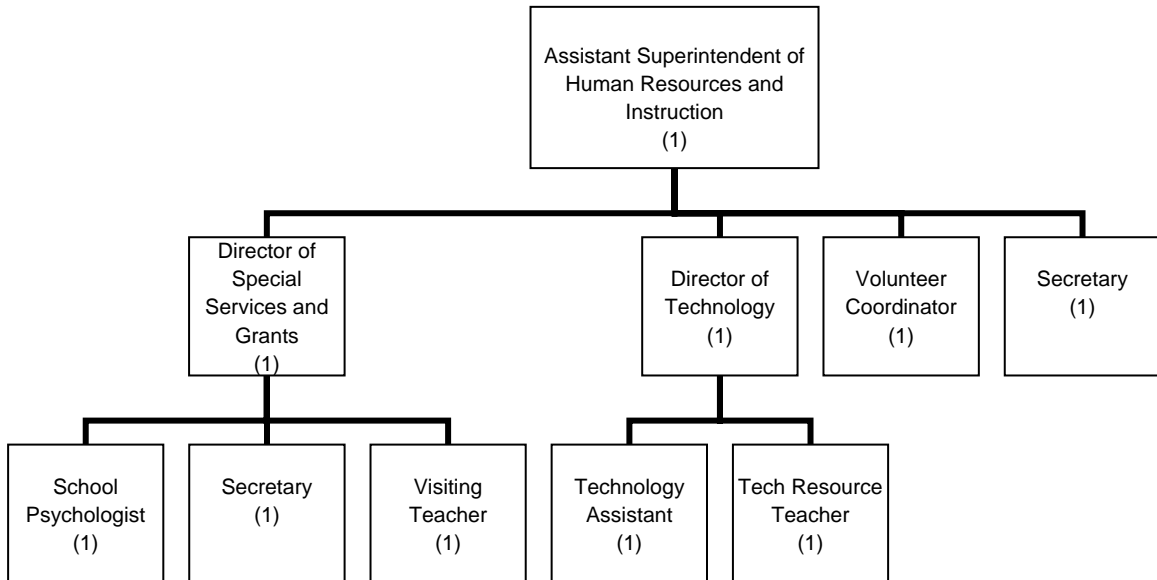 Assistant Superintendent of
Human Resources and
Instruction
(1)
Director of
Special
Services and
Grants
(1)
Director of
Technology
(1)
Volunteer
Coordinator
(1)
Secretary
(1)
School
Psychologist
(1)
Secretary
(1)
Visiting
Teacher
(1)
Technology
Assistant
(1)
Tech Resource
Teacher
(1)